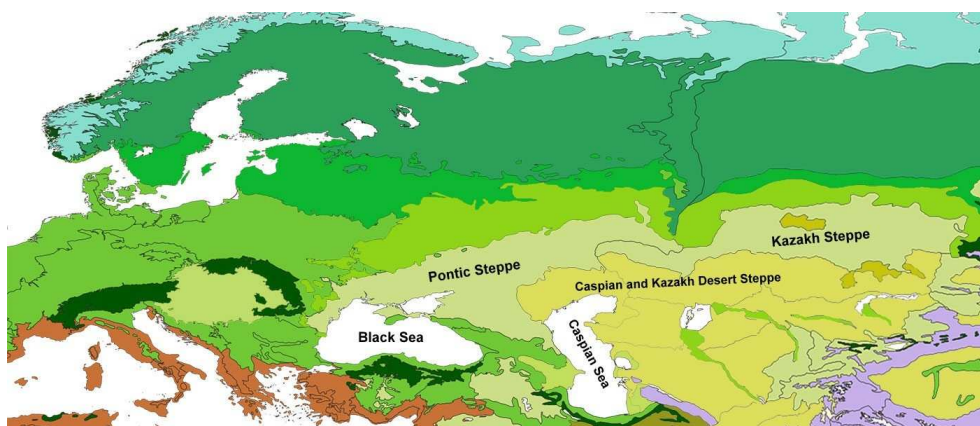 Kazakh Steppe
Pontic Steppe
Caspian and Kazakh Desert Steppe
Black Sea
Caspian Sea